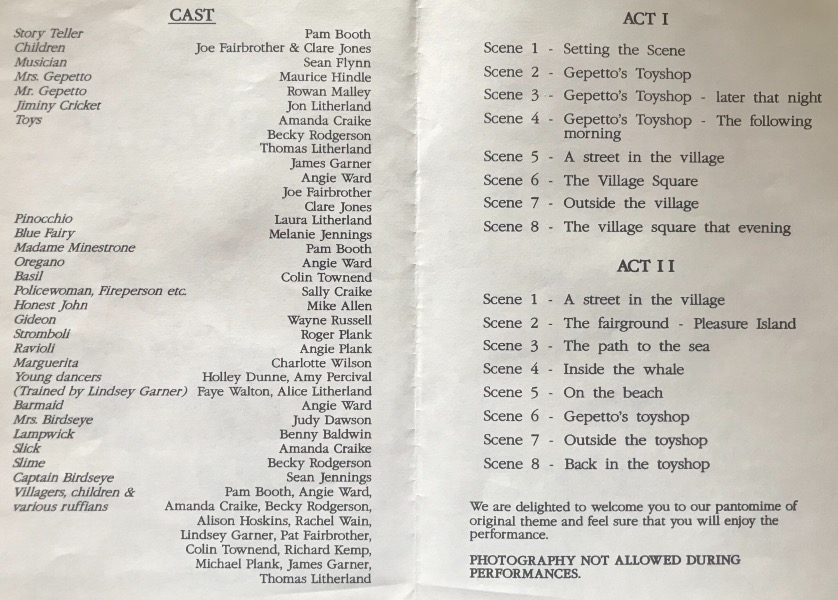 CAST
Story Teller Pam Booth
Children Joe Fairbrother & Clare Jones
Musician Sean Flynn
Mrs. Gepetto Maurice Hindle
Mr. Gepetto Rowan Malley
Jiminy Cricket Jon Litherland
Toys Amanda Craike
Becky Rodgerson
Thomas Litherland
James Garner
Angie Ward
Joe Fairbrother
Clare Jones
Pinocchio Laura Litherland
Blue Fairy Melanie Jennings
Madame Minestrone Pam Booth
Oregano Angie Ward
Basil Colin Townend
Policewoman, Fireperson etc. Sally Craike
Honest John Mike Allen
Gideon Wayne Russell
Stromboli Roger Plank
Ravioli Angie Plank
Marguerita Charlotte Wilson
Young dancers Holley Dunne, Amy Percival
(Trained by Lindsey Garner) Faye Walton, Alice Litherland
Barmaid Angie Ward
Mrs. Birdseye Judy Dawson
Lampwick Benny Baldwin
Slick Amanda Craike
Slime Becky Rodgerson
Captain Birdseye Sean Jennings
Villagers, children & Pam Booth, Angie Ward,
various ruffians Amanda Craike, Becky Rodgerson,
Alison Hoskins, Rachel Wain,
Lindsey Garner, Pat Fairbrother,
Colin Townend, Richard Kemp,
Michael Plank, James Garner,
Thomas Litherland
ACT I
Scene 1 - Setting the Scene
Scene 2 - Gepetto's Toyshop
Scene 3 - Gepetto's Toyshop - later that night
Scene 4 - Gepetto's Toyshop - The following
morning
Scene 5 - A street in the village
Scene 6 - The Village Square
Scene 7 - Outside the village
Scene 8 - The village square that evening
ACT II
Scene 1 - A street in the village
Scene 2 - The fairground - Pleasure Island
Scene 3 - The path to the sea
Scene 4 - Inside the whale
Scene 5 - On the beach
Scene 6 - Gepetto's toyshop
Scene 7 - Outside the toyshop
Scene 8 - Back in the toyshop
We are delighted to welcome you to our pantomime of
original theme and feel sure that you will enjoy the
performance.
PHOTOGRAPHY NOT ALLOWED DURING
PERFORMANCES.